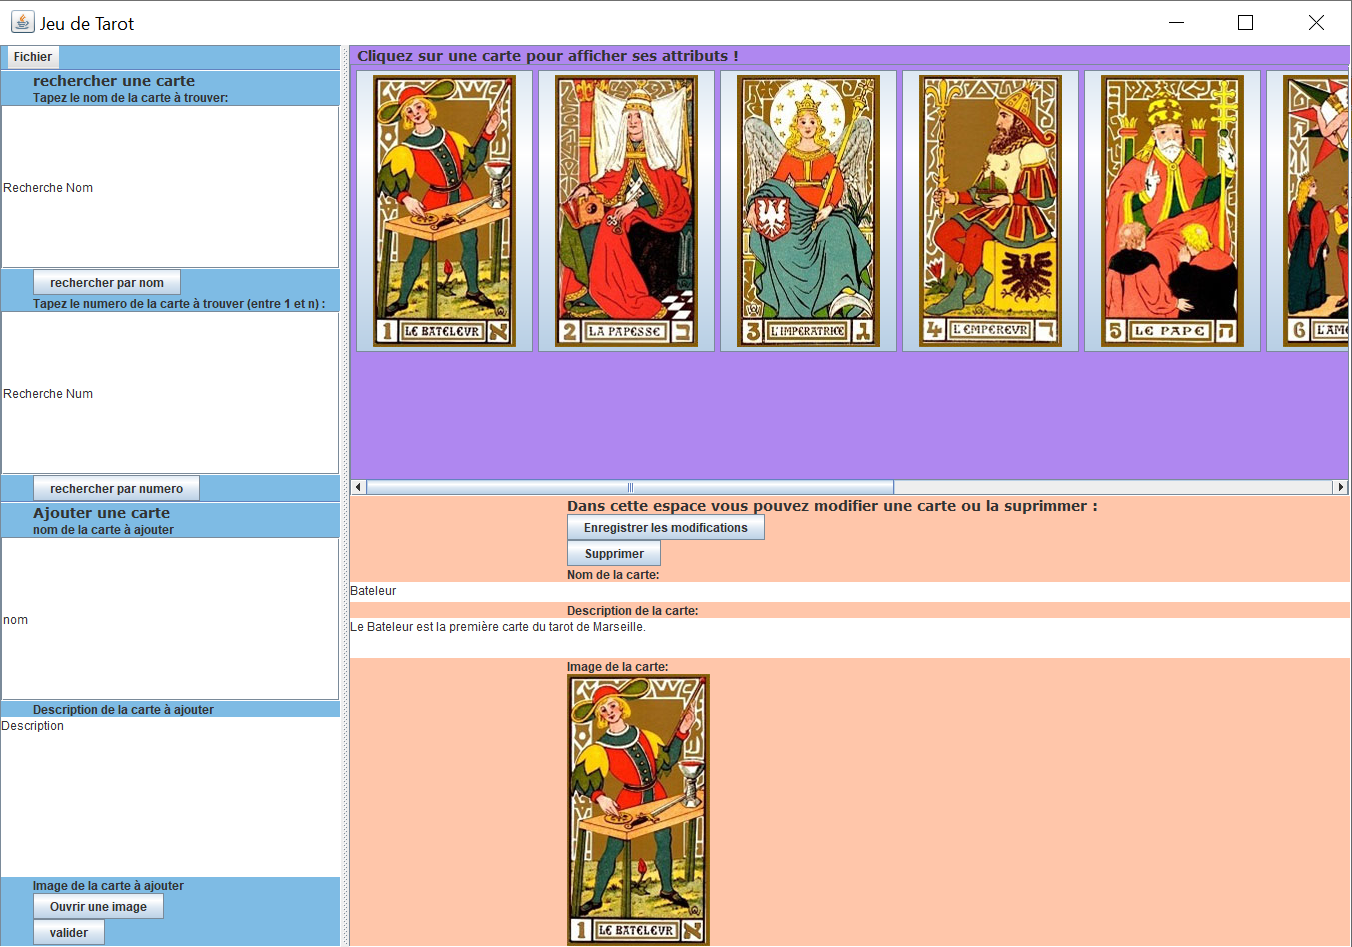 Jeu de Tarot
Fichier
rechercher une carte
Tapez le nom de la carte à trouver:
Recherche Nom
rechercher par nom
Tapez le numero de la carte à trouver (entre 1 et n) :
Recherche Num
rechercher par numero
Ajouter une carte
nom de la carte à ajouter
nom
Description de la carte à ajouter
Description
Image de la carte à ajouter
Ouvrir une image
valider
Cliquez sur une carte pour afficher ses attributs !
1 LE BATELEVR א
2 LA PAPESSE ב
3 L'IMPERATRICE ג
4 L'EMPEREVR ד
5 LE PAPE ה
6 L'AM
Dans cette espace vous pouvez modifier une carte ou la suprimmer :
Enregistrer les modifications
Supprimer
Nom de la carte:
Bateleur
Description de la carte:
Le Bateleur est la première carte du tarot de Marseille.
Image de la carte:
1 LE BATELEVR א